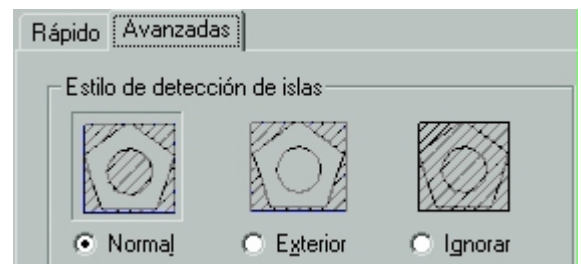 Rápido Avanzadas
Estilo de detección de islas
Normal Exterior Ignorar